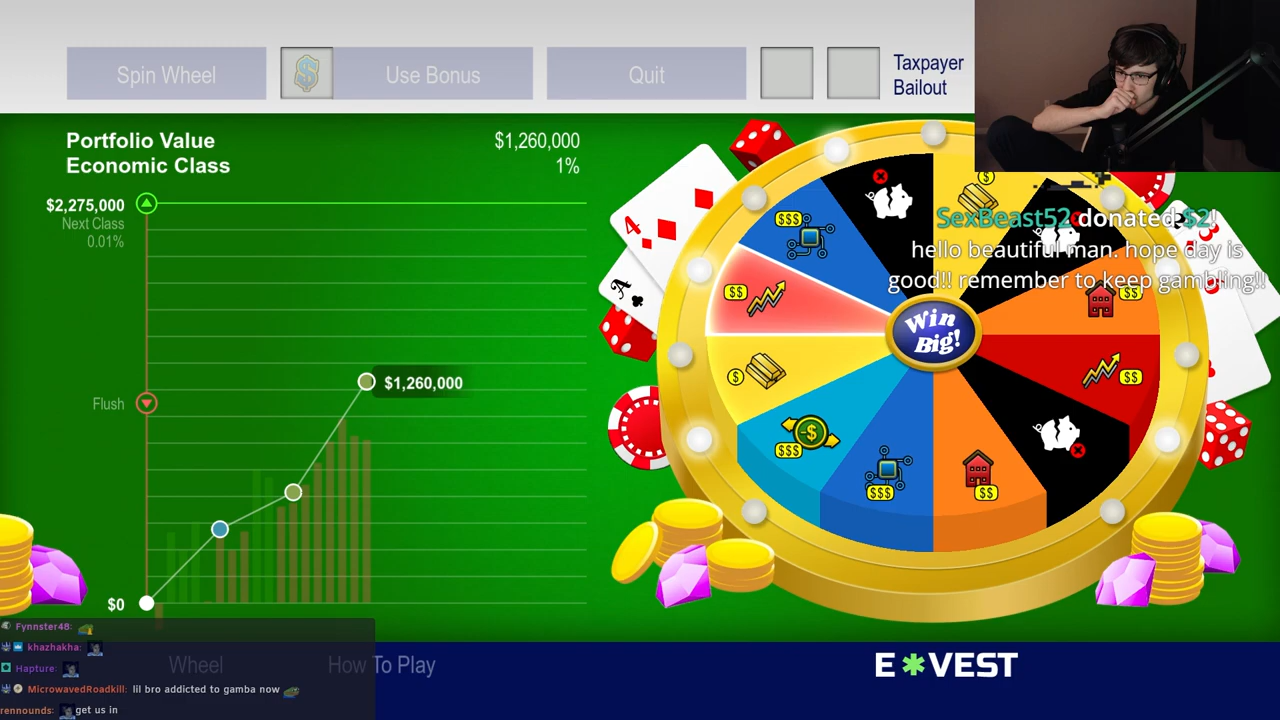 Spin Wheel
$
Use Bonus
Quit
Taxpayer
Bailout
Portfolio Value
$1,260,000
Economic Class
1%
$2,275,000
Next Class
0.01%
$1,260,000
Flush
$0
4
A
3
$
$$$
$$
$$
$$
$
$
$$$
$$$
$$
Win
Big!
SexBeast52 donated $2!
hello beautiful man. hope day is
good!! remember to keep gambling!!
Fynnster48:
khazhakha:
Hapture:
MicrowavedRoadkill: lil bro addicted to gamba now
rennounds: get us in
Wheel
How To Play
E*VEST